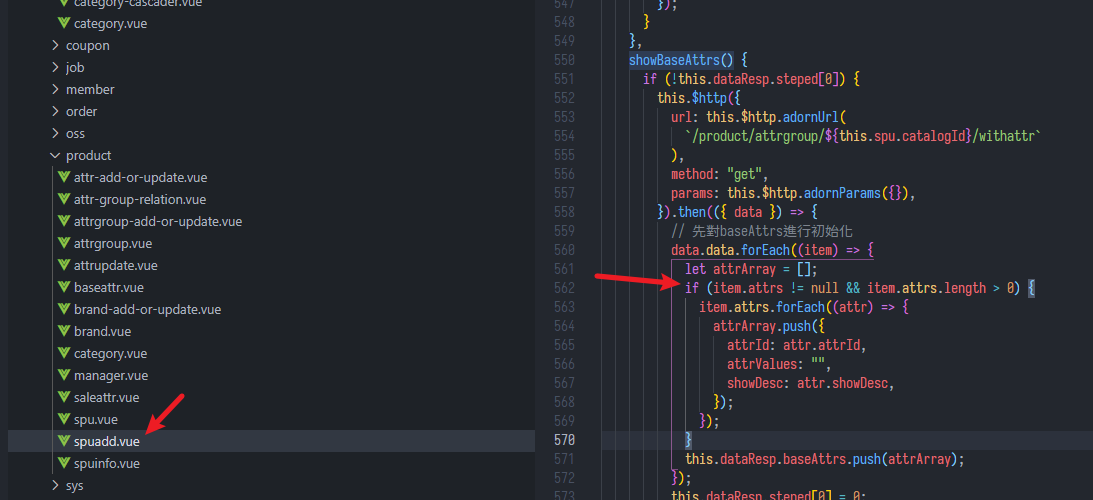 category-cascader.vue
category.vue
coupon
job
member
order
oss
product
attr-add-or-update.vue
attr-group-relation.vue
attrgroup-add-or-update.vue
attrgroup.vue
attrupdate.vue
baseattr.vue
brand-add-or-update.vue
brand.vue
category.vue
manager.vue
saleattr.vue
spu.vue
spuadd.vue
spuinfo.vue
sys
547 });
548 }
549 },
550 showBaseAttrs() {
551 if (!this.dataResp.steped[0]) {
552 this.$http({
553 url: this.$http.adornUrl(
554 `/product/attrgroup/${this.spu.catalogId}/withattr`
555 ),
556 method: "get",
557 params: this.$http.adornParams({}),
558 }).then(({ data }) => {
559 // 先對baseAttrs進行初始化
560 data.data.forEach((item) => {
561 let attrArray = [];
562 if (item.attrs != null && item.attrs.length > 0) {
563 item.attrs.forEach((attr) => {
564 attrArray.push({
565 attrId: attr.attrId,
566 attrValues: "",
567 showDesc: attr.showDesc,
568 });
569 });
570 }
571 this.dataResp.baseAttrs.push(attrArray);
572 });
573 this.dataResp.steped[0] = 0;